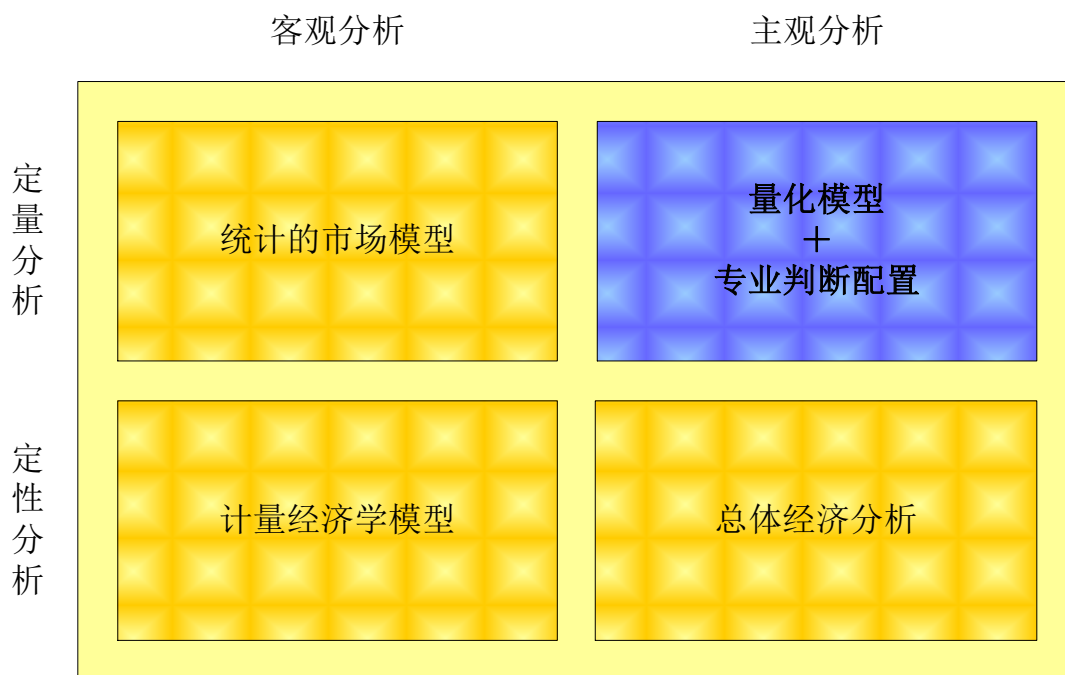 客观分析
主观分析
定量分析
统计的市场模型
量化模型
＋
专业判断配置
定性分析
计量经济学模型
总体经济分析